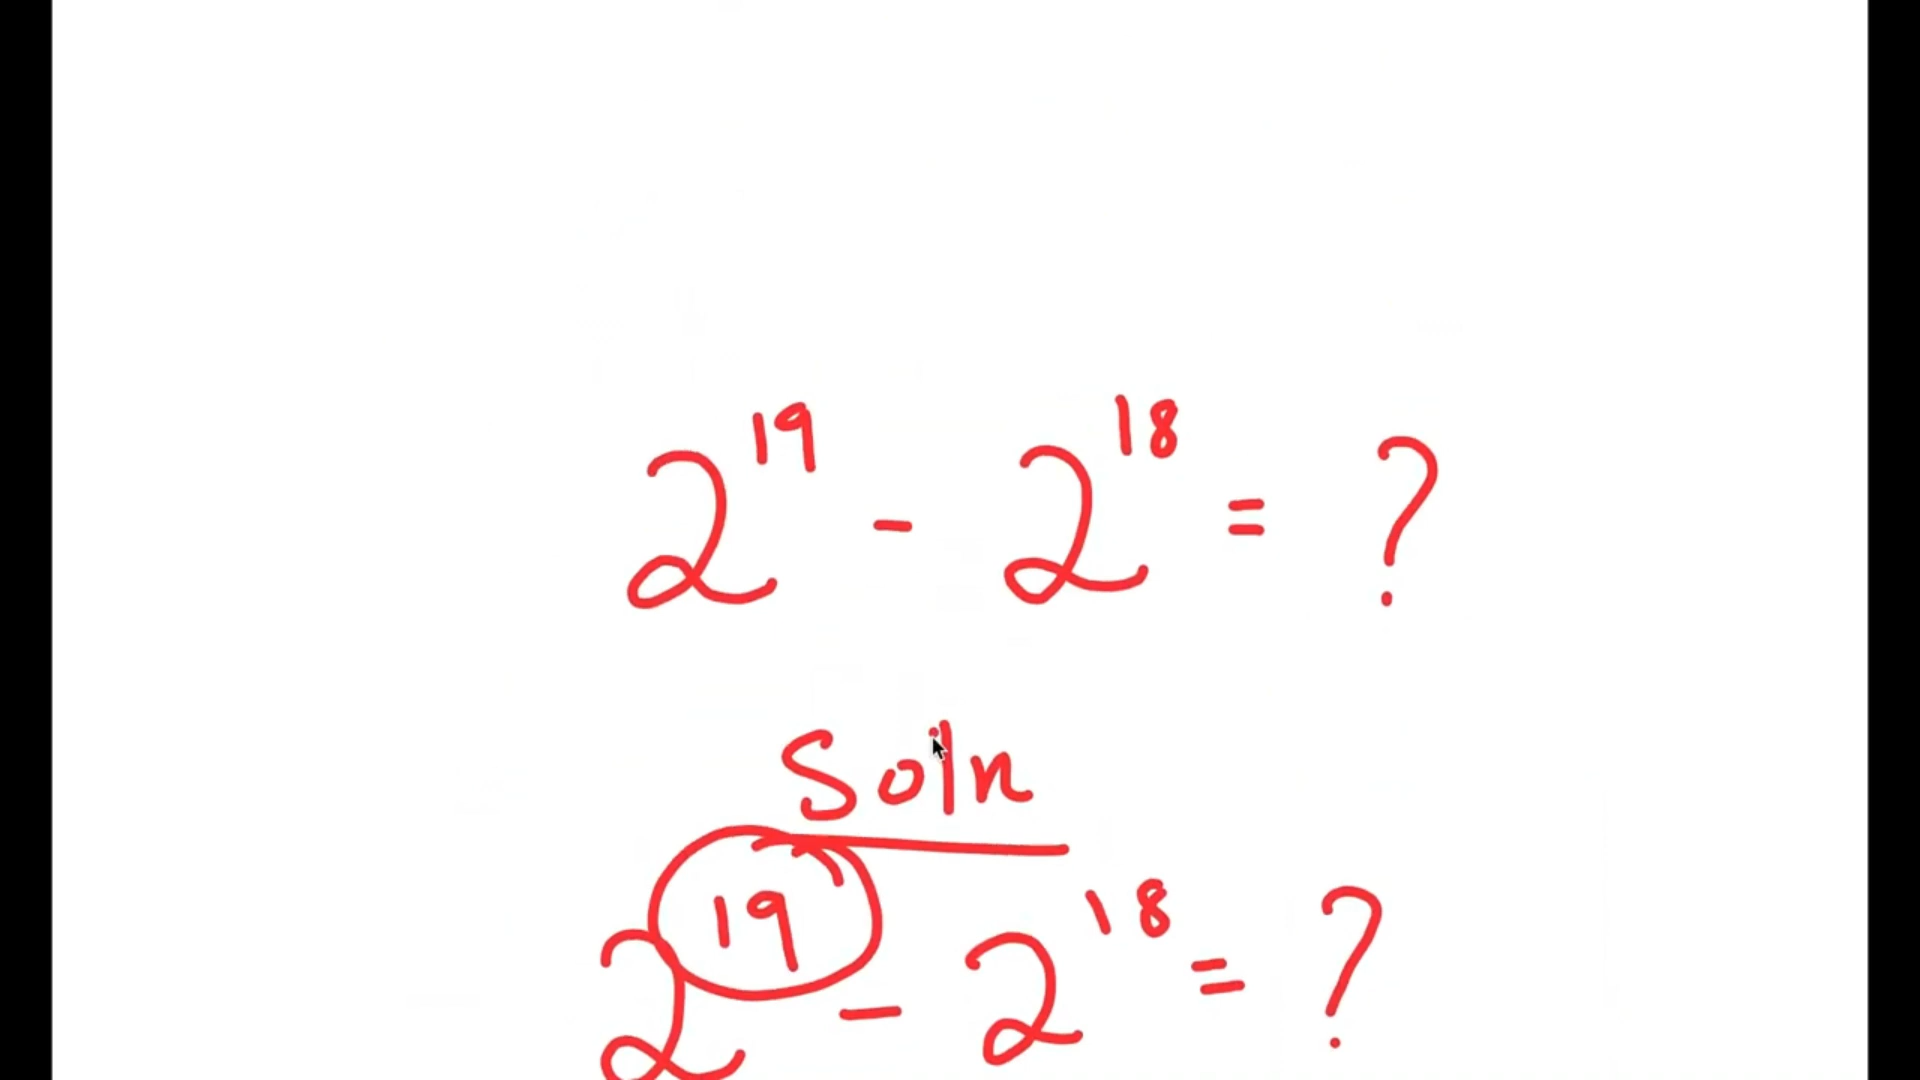 2^19 - 2^18 = ?
Soln
2^19 - 2^18 = ?